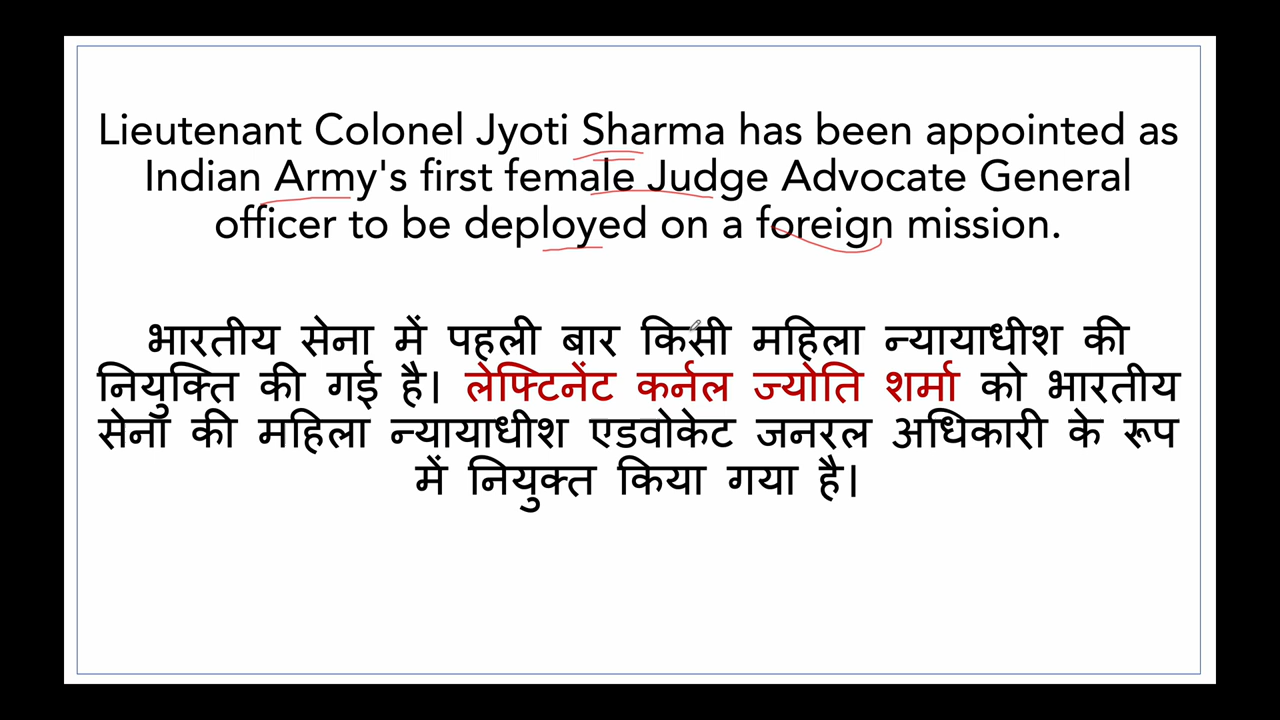 Lieutenant Colonel Jyoti Sharma has been appointed as
Indian Army's first female Judge Advocate General
officer to be deployed on a foreign mission.
भारतीय सेना में पहली बार किसी महिला न्यायाधीश की
नियुक्ति की गई है। लेफ्टिनेंट कर्नल ज्योति शर्मा को भारतीय
सेना की महिला न्यायाधीश एडवोकेट जनरल अधिकारी के रूप
में नियुक्त किया गया है।